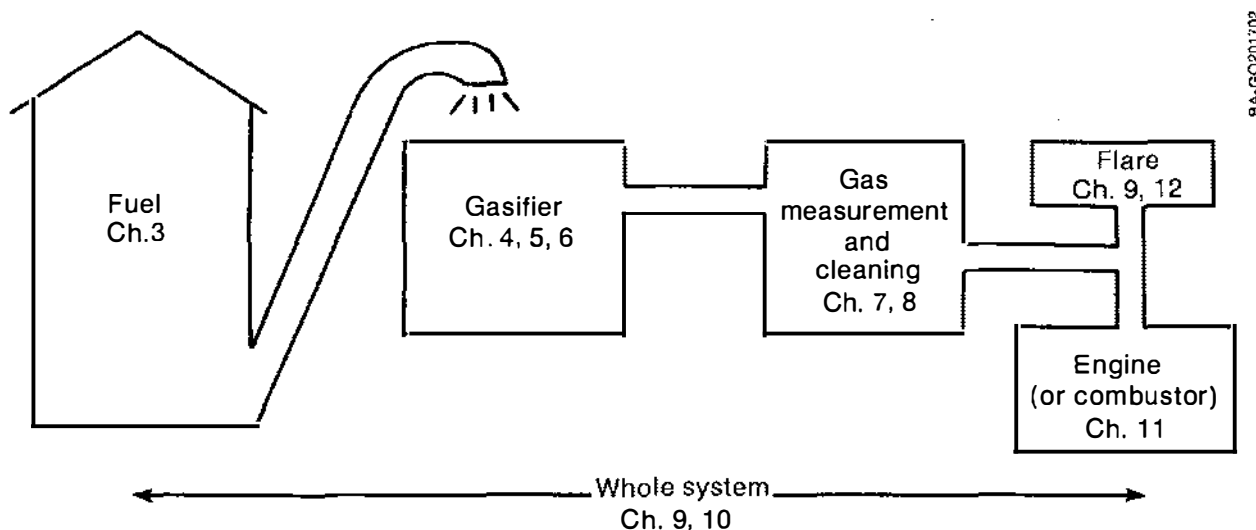 Fuel
Ch.3
Gasifier
Ch. 4, 5, 6
Gas
measurement
and
cleaning
Ch. 7, 8
Flare
Ch. 9, 12
Engine
(or combustor)
Ch. 11
Whole system
Ch. 9, 10